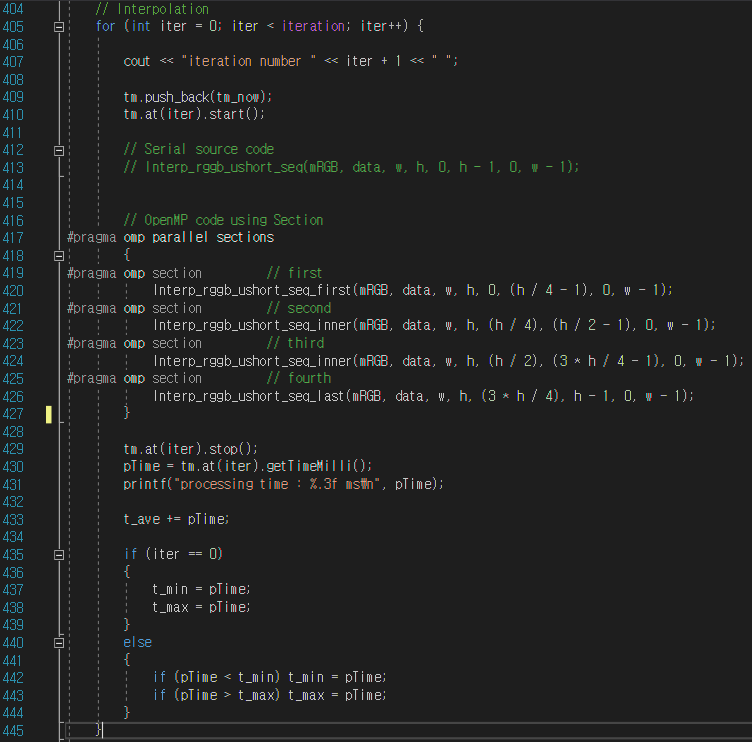 404 // Interpolation
405 for (int iter = 0; iter < iteration; iter++) {
406
407 cout << "iteration number " << iter + 1 << " ";
408
409 tm.push_back(tm_now);
410 tm.at(iter).start();
411
412 // Serial source code
413 // Interp_rggb_ushort_seq(mRGB, data, w, h, 0, h - 1, 0, w - 1);
414
415
416 // OpenMP code using Section
417 #pragma omp parallel sections
418 {
419 #pragma omp section // first
420 Interp_rggb_ushort_seq_first(mRGB, data, w, h, 0, (h / 4 - 1), 0, w - 1);
421 #pragma omp section // second
422 Interp_rggb_ushort_seq_inner(mRGB, data, w, h, (h / 4), (h / 2 - 1), 0, w - 1);
423 #pragma omp section // third
424 Interp_rggb_ushort_seq_inner(mRGB, data, w, h, (h / 2), (3 * h / 4 - 1), 0, w - 1);
425 #pragma omp section // fourth
426 Interp_rggb_ushort_seq_last(mRGB, data, w, h, (3 * h / 4), h - 1, 0, w - 1);
427 }
428
429 tm.at(iter).stop();
430 pTime = tm.at(iter).getTimeMilli();
431 printf("processing time : %.3f ms₩n", pTime);
432
433 t_ave += pTime;
434
435 if (iter == 0)
436 {
437 t_min = pTime;
438 t_max = pTime;
439 }
440 else
441 {
442 if (pTime < t_min) t_min = pTime;
443 if (pTime > t_max) t_max = pTime;
444 }
445 }